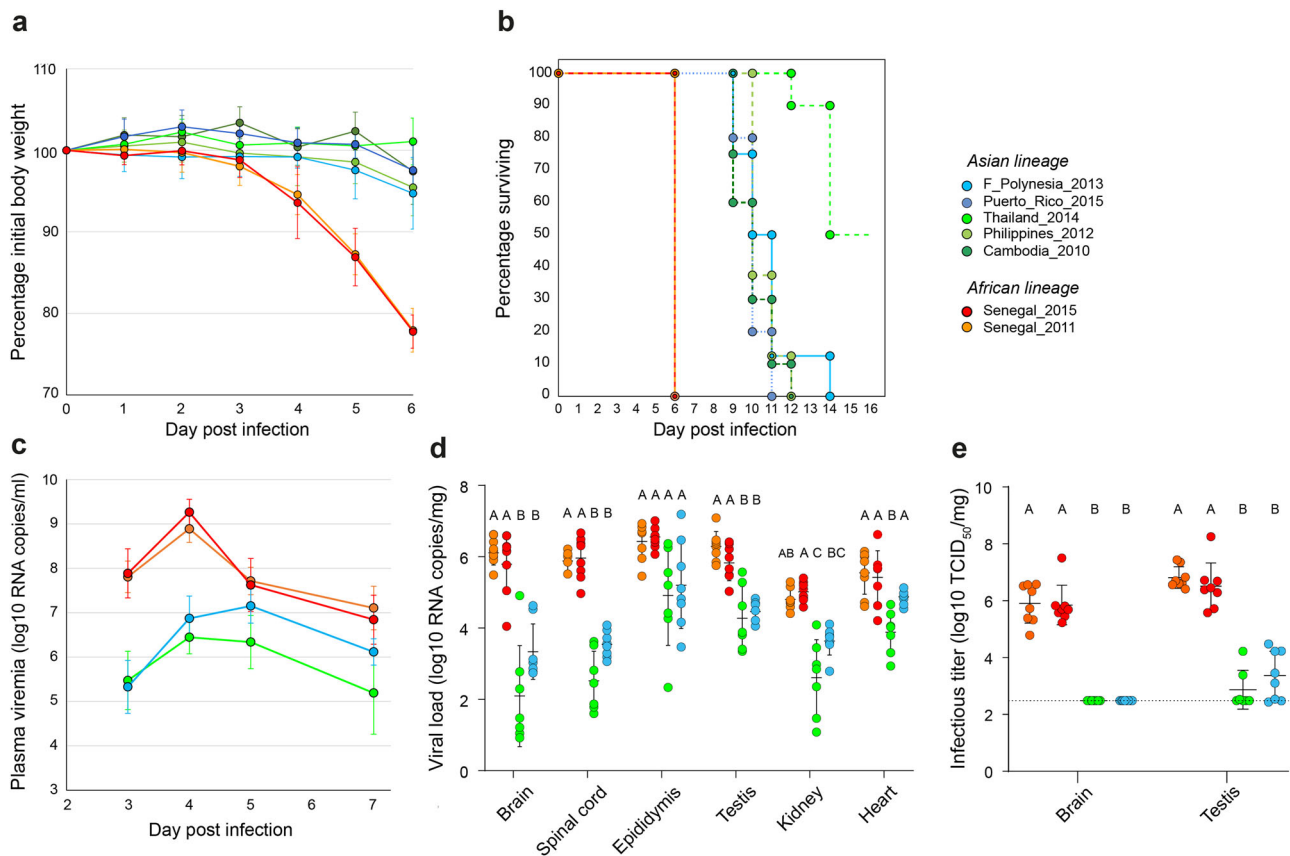 a
Percentage initial body weight
110
100
90
80
70
0 1 2 3 4 5 6
Day post infection
b
Percentage surviving
100
90
80
70
60
50
40
30
20
10
0
0 1 2 3 4 5 6 7 8 9 10 11 12 13 14 15 16
Day post infection
Asian lineage
F_Polynesia_2013
Puerto_Rico_2015
Thailand_2014
Philippines_2012
Cambodia_2010
African lineage
Senegal_2015
Senegal_2011
c
Plasma viremia (log10 RNA copies/ml)
10
9
8
7
6
5
4
3
2 3 4 5 6 7
Day post infection
d
Viral load (log10 RNA copies/mg)
8
6
4
2
0
A A B B
A A B B
A A A A
A A B B
AB A C BC
A A B A
Brain
Spinal cord
Epididymis
Testis
Kidney
Heart
e
Infectious titer (log10 TCID50/mg)
10
8
6
4
2
0
A A B B
A A B B
Brain
Testis